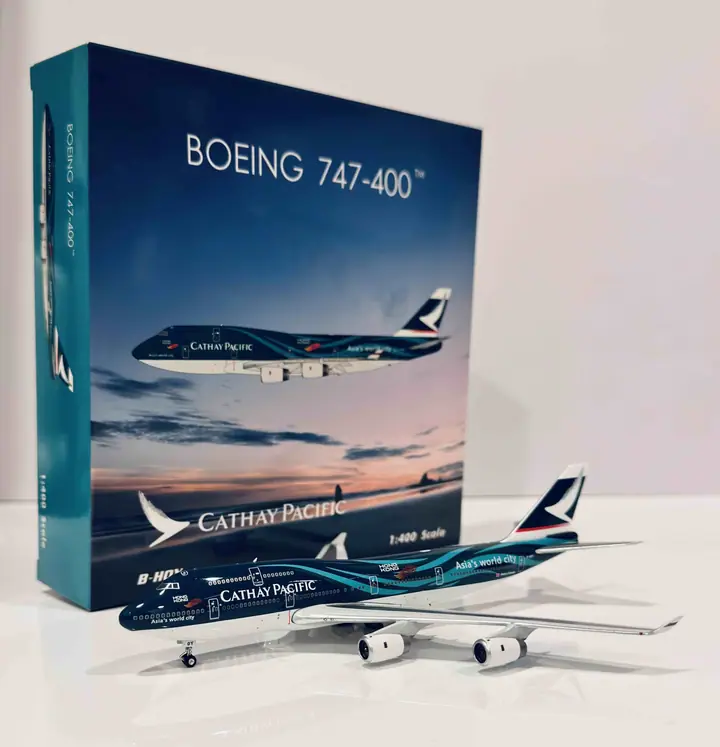 BOEING 747-400™
BOEING 747-400™
CATHAY PACIFIC
Asia's world city
CATHAY PACIFIC
1:400 Scale
1:400 Scale
HONG KONG
CATHAY PACIFIC
HONG
KONG
Asia's world city
Asia's world city